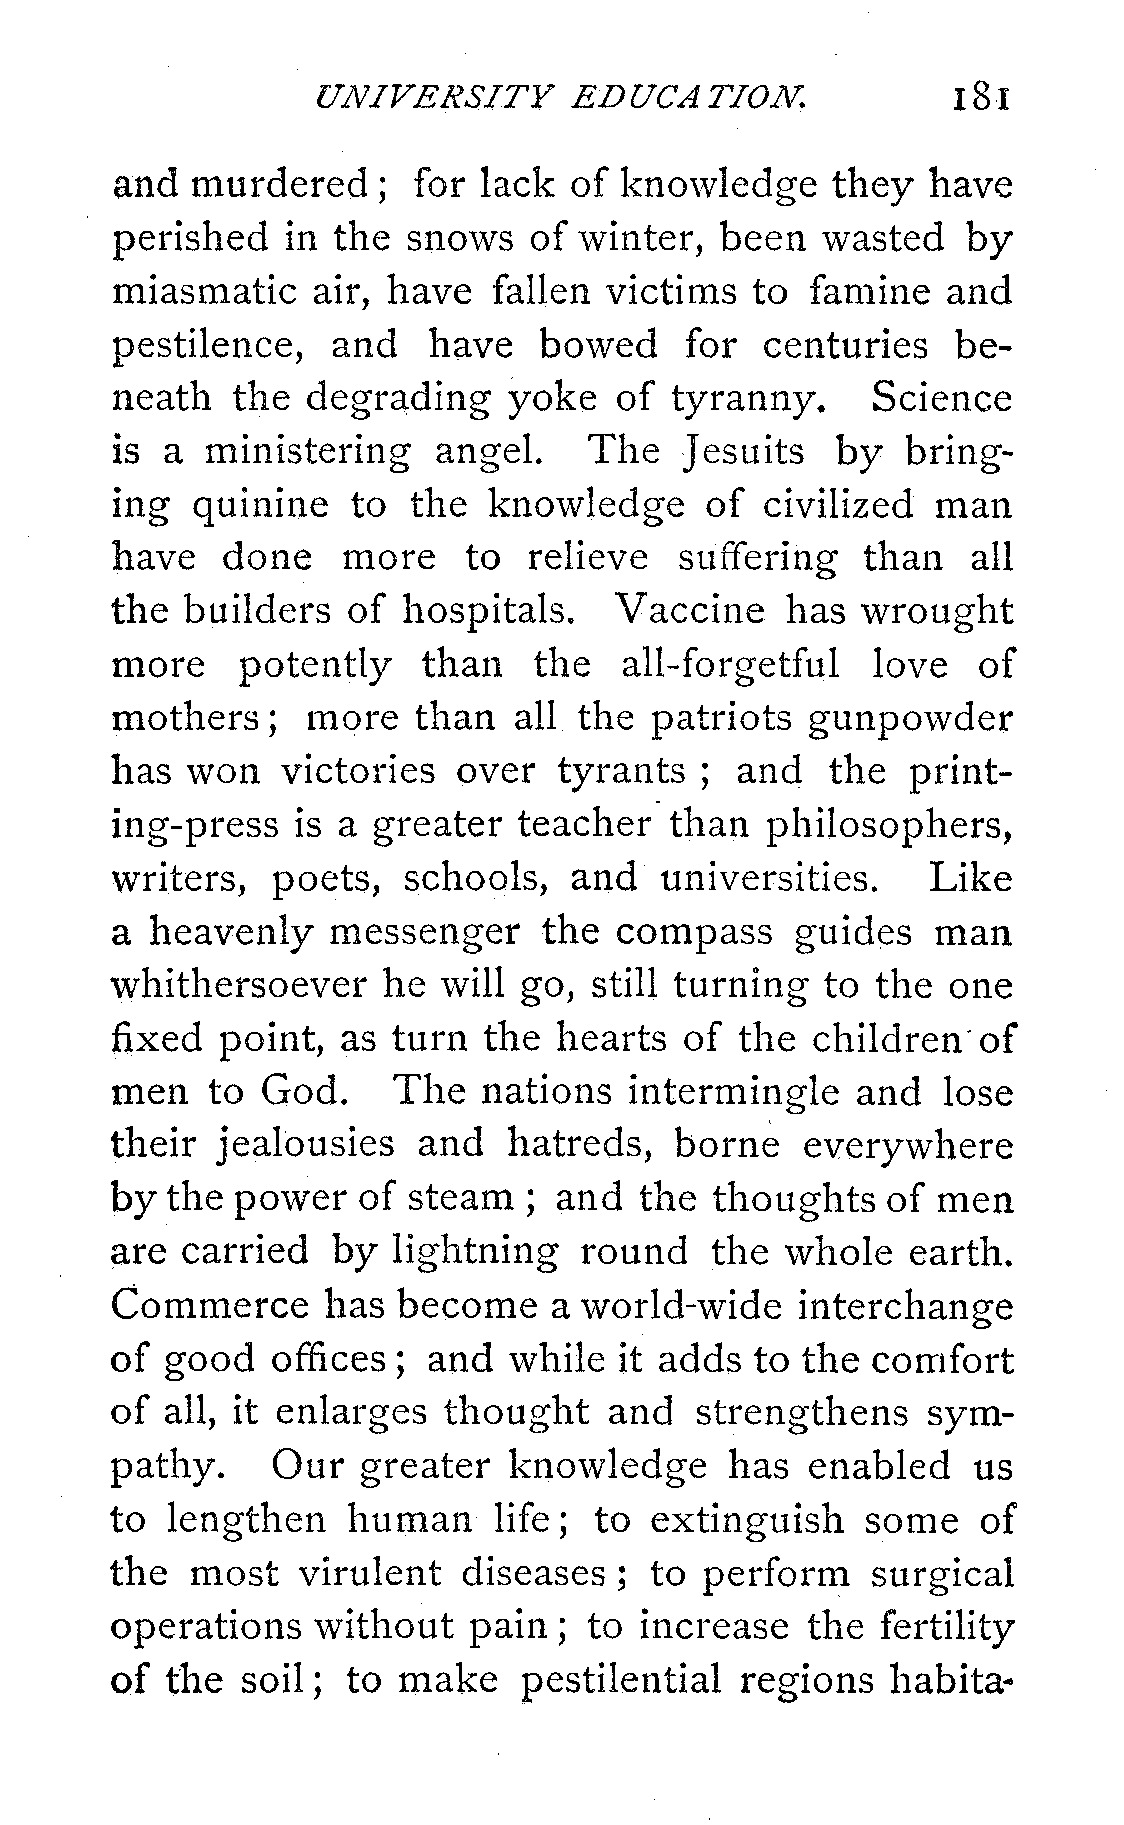 UNIVERSITY EDUCATION. 181
and murdered ; for lack of knowledge they have
perished in the snows of winter, been wasted by
miasmatic air, have fallen victims to famine and
pestilence, and have bowed for centuries be-
neath the degrading yoke of tyranny. Science
is a ministering angel. The Jesuits by bring-
ing quinine to the knowledge of civilized man
have done more to relieve suffering than all
the builders of hospitals. Vaccine has wrought
more potently than the all-forgetful love of
mothers ; more than all the patriots gunpowder
has won victories over tyrants ; and the print-
ing-press is a greater teacher than philosophers,
writers, poets, schools, and universities. Like
a heavenly messenger the compass guides man
whithersoever he will go, still turning to the one
fixed point, as turn the hearts of the children of
men to God. The nations intermingle and lose
their jealousies and hatreds, borne everywhere
by the power of steam ; and the thoughts of men
are carried by lightning round the whole earth.
Commerce has become a world-wide interchange
of good offices ; and while it adds to the comfort
of all, it enlarges thought and strengthens sym-
pathy. Our greater knowledge has enabled us
to lengthen human life ; to extinguish some of
the most virulent diseases ; to perform surgical
operations without pain ; to increase the fertility
of the soil ; to make pestilential regions habita-